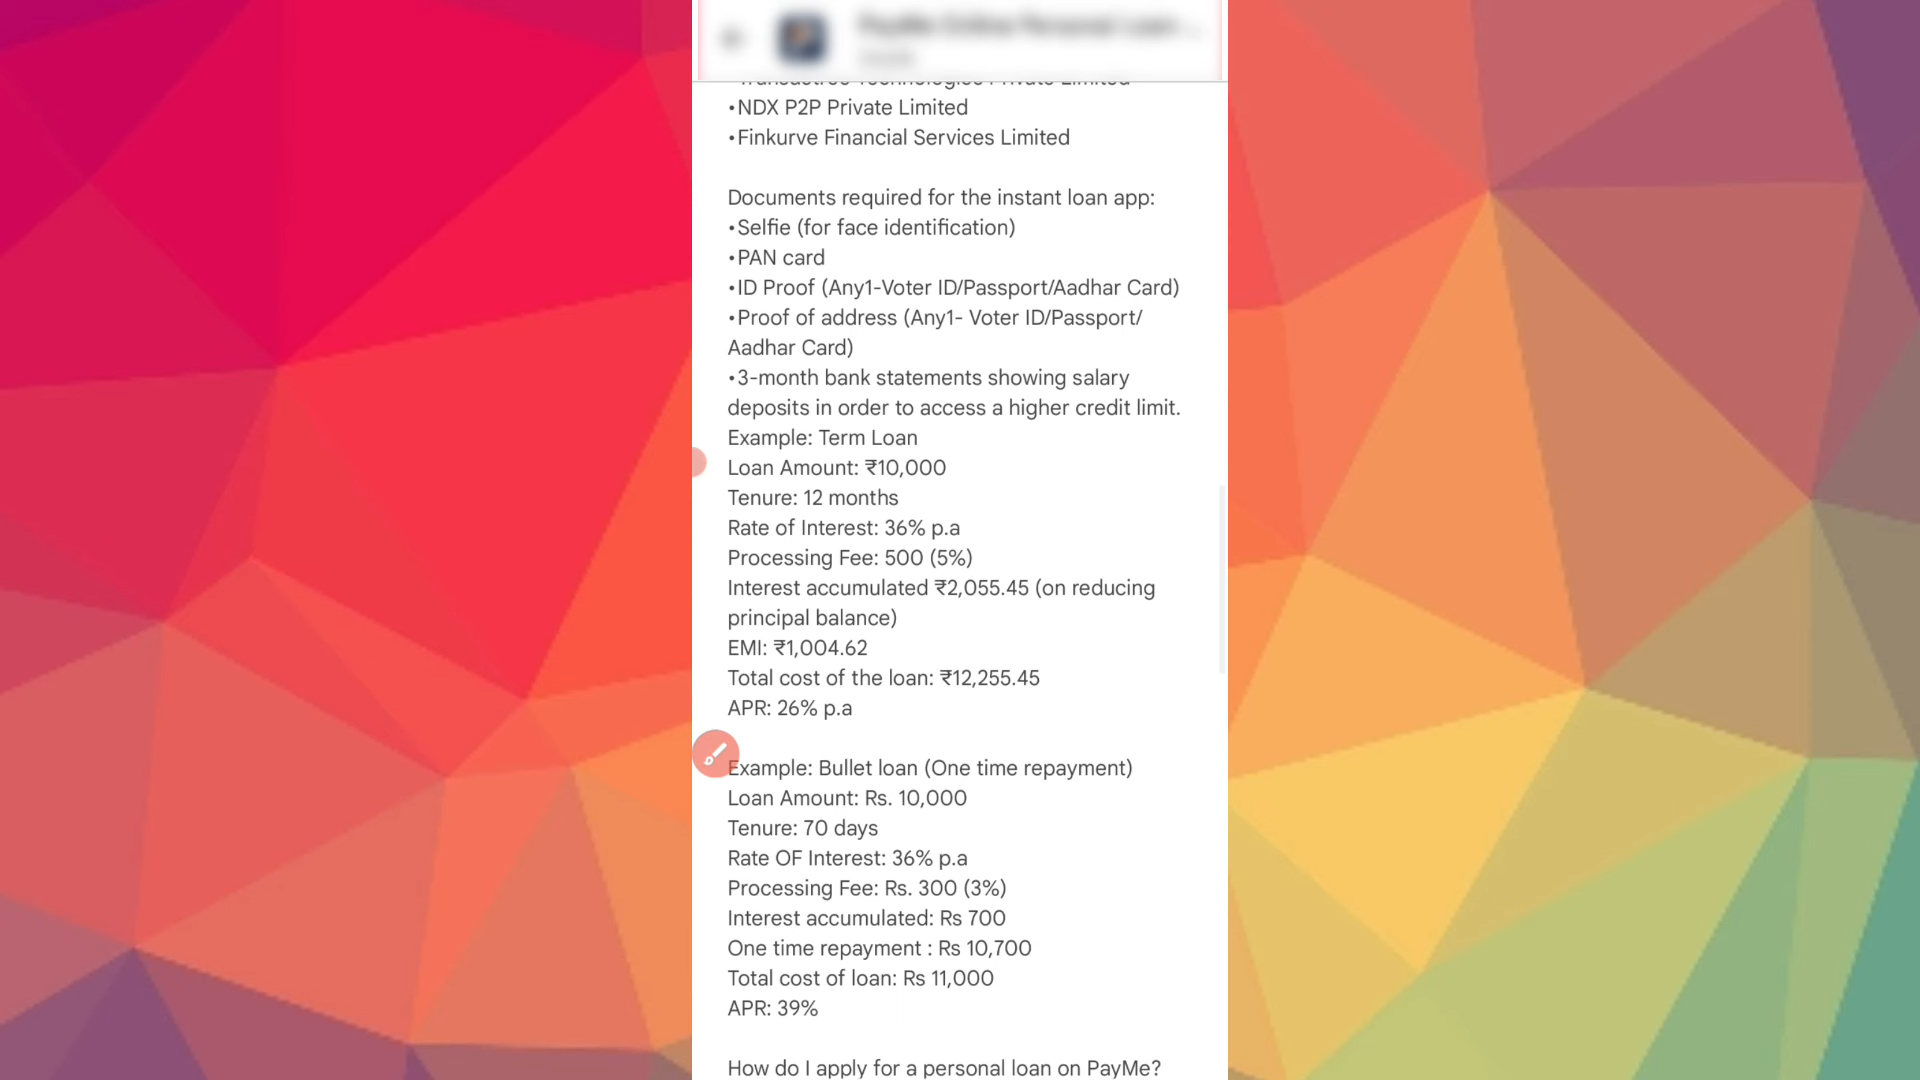 PayMe Online Personal Loan ...
•NDX P2P Private Limited
•Finkurve Financial Services Limited
Documents required for the instant loan app:
•Selfie (for face identification)
•PAN card
•ID Proof (Any1-Voter ID/Passport/Aadhar Card)
•Proof of address (Any1- Voter ID/Passport/
Aadhar Card)
•3-month bank statements showing salary
deposits in order to access a higher credit limit.
Example: Term Loan
Loan Amount: ₹10,000
Tenure: 12 months
Rate of Interest: 36% p.a
Processing Fee: 500 (5%)
Interest accumulated ₹2,055.45 (on reducing
principal balance)
EMI: ₹1,004.62
Total cost of the loan: ₹12,255.45
APR: 26% p.a
Example: Bullet loan (One time repayment)
Loan Amount: Rs. 10,000
Tenure: 70 days
Rate OF Interest: 36% p.a
Processing Fee: Rs. 300 (3%)
Interest accumulated: Rs 700
One time repayment : Rs 10,700
Total cost of loan: Rs 11,000
APR: 39%
How do I apply for a personal loan on PayMe?